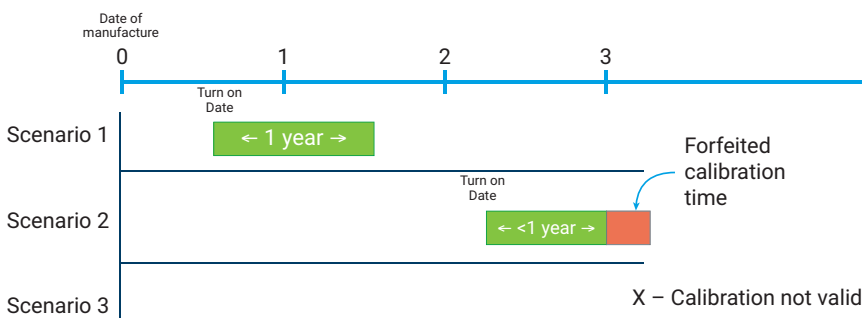 Date of
manufacture
0 1 2 3
Turn on
Date
Scenario 1
← 1 year →
Forfeited
calibration
time
Turn on
Date
Scenario 2
← <1 year →
X – Calibration not valid
Scenario 3